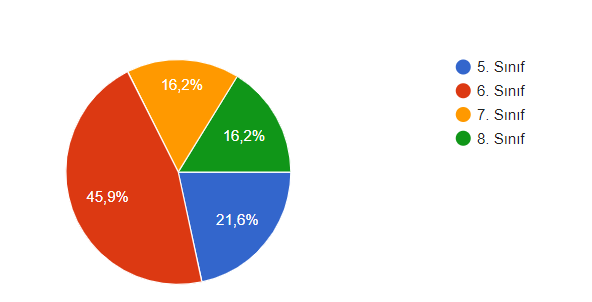 5. Sınıf
6. Sınıf
7. Sınıf
8. Sınıf
16,2%
16,2%
45,9%
21,6%